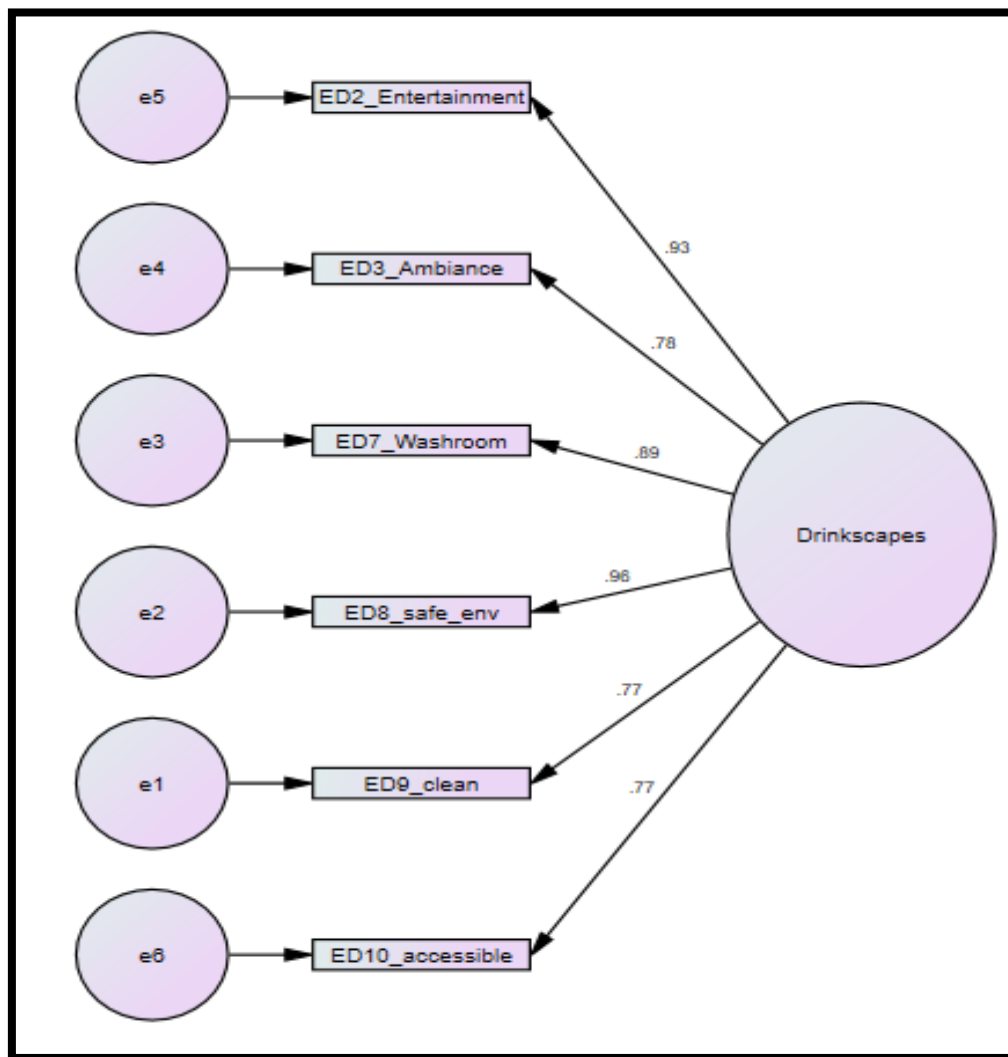 e5
ED2_Entertainment
.93
e4
ED3_Ambiance
.78
e3
ED7_Washroom
.89
Drinkscapes
e2
ED8_safe_env
.96
e1
ED9_clean
.77
e6
ED10_accessible
.77